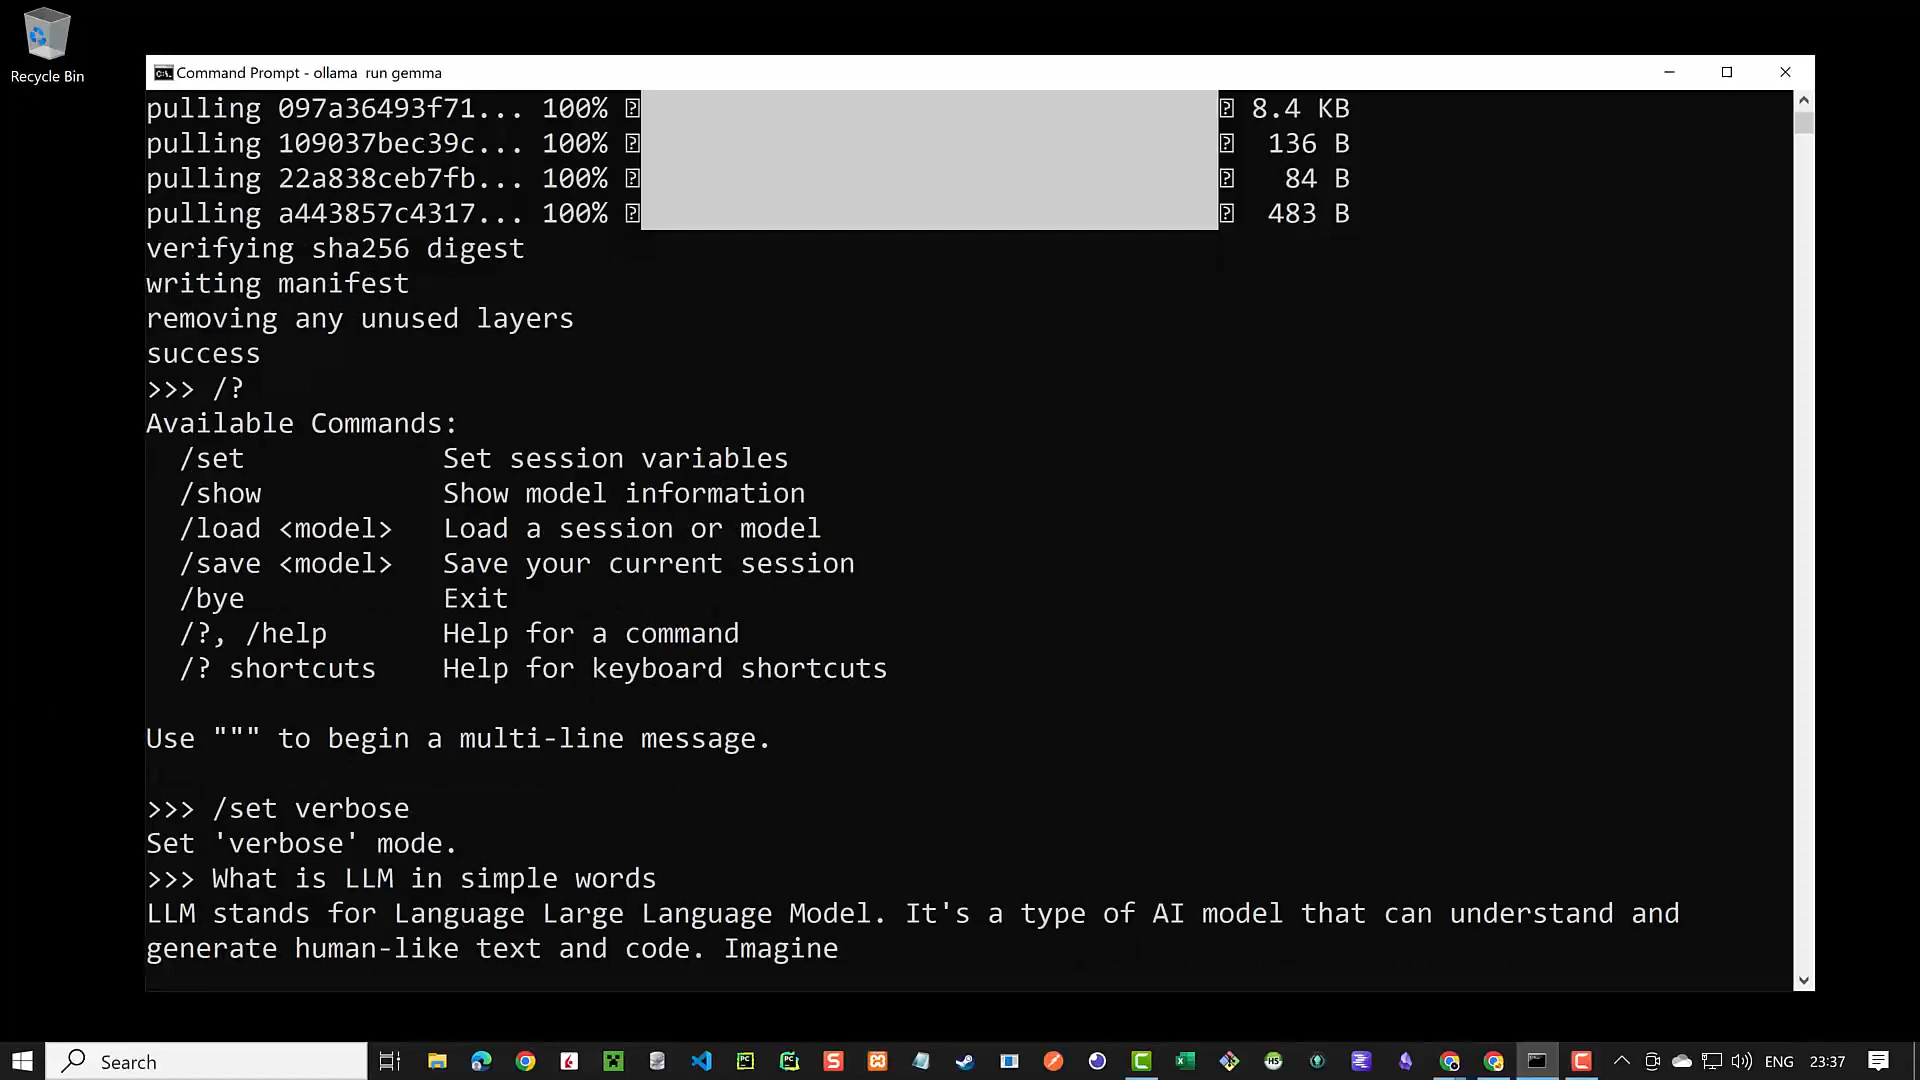 Recycle Bin
Command Prompt - ollama  run gemma
pulling 097a36493f71... 100% 8.4 KB
pulling 109037bec39c... 100% 136 B
pulling 22a838ceb7fb... 100% 84 B
pulling a443857c4317... 100% 483 B
verifying sha256 digest
writing manifest
removing any unused layers
success
>>> /?
Available Commands:
  /set            Set session variables
  /show           Show model information
  /load <model>   Load a session or model
  /save <model>   Save your current session
  /bye            Exit
  /?, /help       Help for a command
  /? shortcuts    Help for keyboard shortcuts
Use """ to begin a multi-line message.
>>> /set verbose
Set 'verbose' mode.
>>> What is LLM in simple words
LLM stands for Language Large Language Model. It's a type of AI model that can understand and
generate human-like text and code. Imagine
Search
ENG 23:37